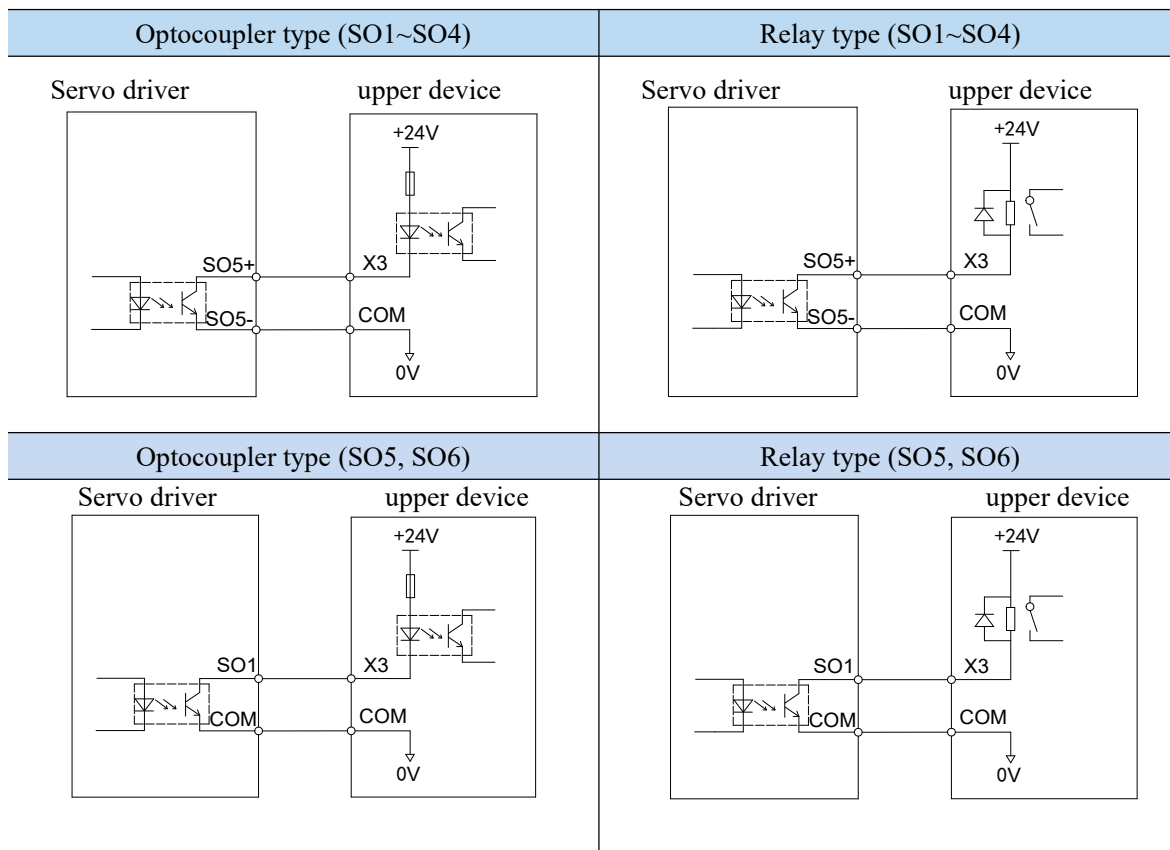 Optocoupler type (SO1~SO4)
Relay type (SO1~SO4)
Servo driver
upper device
+24V
SO5+
X3
SO5-
COM
0V
Servo driver
upper device
+24V
SO5+
X3
SO5-
COM
0V
Optocoupler type (SO5, SO6)
Relay type (SO5, SO6)
Servo driver
upper device
+24V
SO1
X3
COM
COM
0V
Servo driver
upper device
+24V
SO1
X3
COM
COM
0V